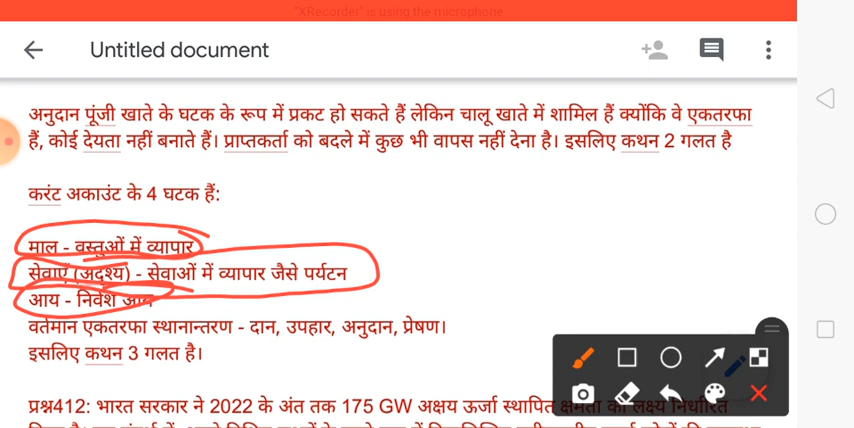 "XRecorder" is using the microphone
Untitled document
अनुदान पूंजी खाते के घटक के रूप में प्रकट हो सकते हैं लेकिन चालू खाते में शामिल हैं क्योंकि वे एकतरफा
हैं, कोई देयता नहीं बनाते हैं। प्राप्तकर्ता को बदले में कुछ भी वापस नहीं देना है। इसलिए कथन 2 गलत है
करंट अकाउंट के 4 घटक हैं:
माल - वस्तुओं में व्यापार
सेवाएँ (अदृश्य) - सेवाओं में व्यापार जैसे पर्यटन
आय - निवेश आय
वर्तमान एकतरफा स्थानान्तरण - दान, उपहार, अनुदान, प्रेषण।
इसलिए कथन 3 गलत है।
प्रश्न412: भारत सरकार ने 2022 के अंत तक 175 GW अक्षय ऊर्जा स्थापित क्षमता का लक्ष्य निर्धारित